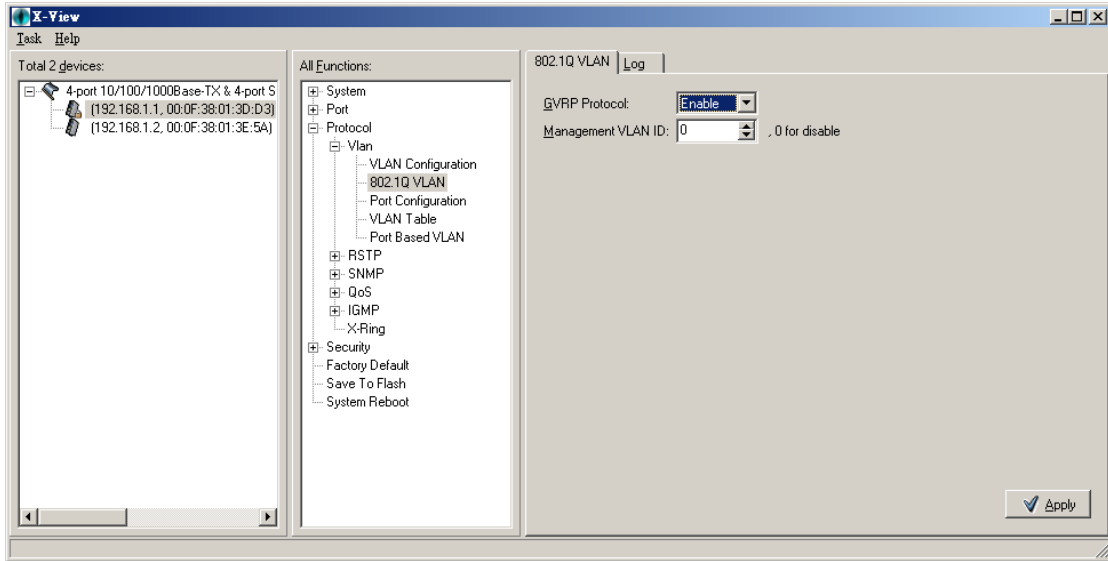 X-View
Task Help
Total 2 devices:
4-port 10/100/1000Base-TX & 4-port S
(192.168.1.1, 00:0F:38:01:3D:D3)
(192.168.1.2, 00:0F:38:01:3E:5A)
All Functions:
System
Port
Protocol
Vlan
VLAN Configuration
802.1Q VLAN
Port Configuration
VLAN Table
Port Based VLAN
RSTP
SNMP
QoS
IGMP
X-Ring
Security
Factory Default
Save To Flash
System Reboot
802.1Q VLAN Log
GVRP Protocol: Enable
Management VLAN ID: 0 , 0 for disable
Apply